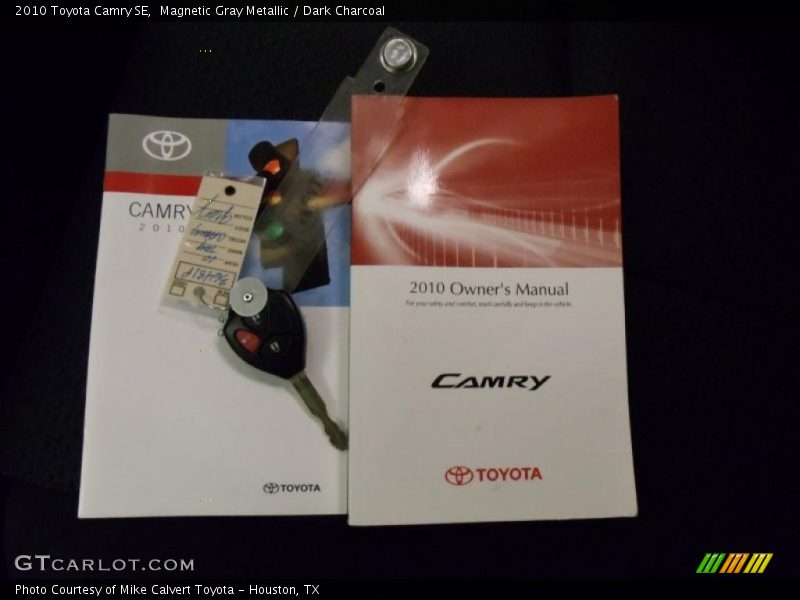 2010 Toyota Camry SE,  Magnetic Gray Metallic / Dark Charcoal
CAMRY
2010
TOYOTA
2010 Owner's Manual
For your safety and comfort, read carefully and keep in the vehicle.
CAMRY
TOYOTA
GTCARLOT.COM
Photo Courtesy of Mike Calvert Toyota – Houston, TX